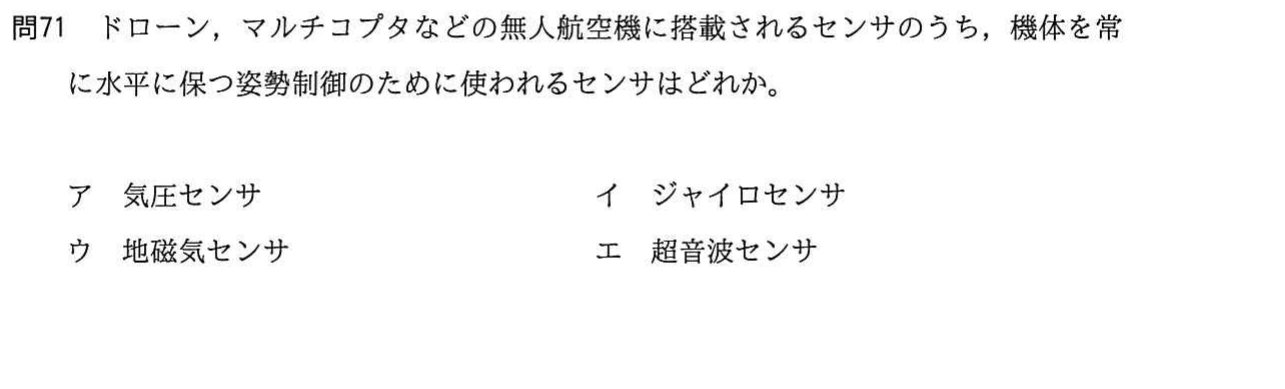 問71　ドローン，マルチコプタなどの無人航空機に搭載されるセンサのうち，機体を常
に水平に保つ姿勢制御のために使われるセンサはどれか。
ア　気圧センサ　イ　ジャイロセンサ
ウ　地磁気センサ　エ　超音波センサ